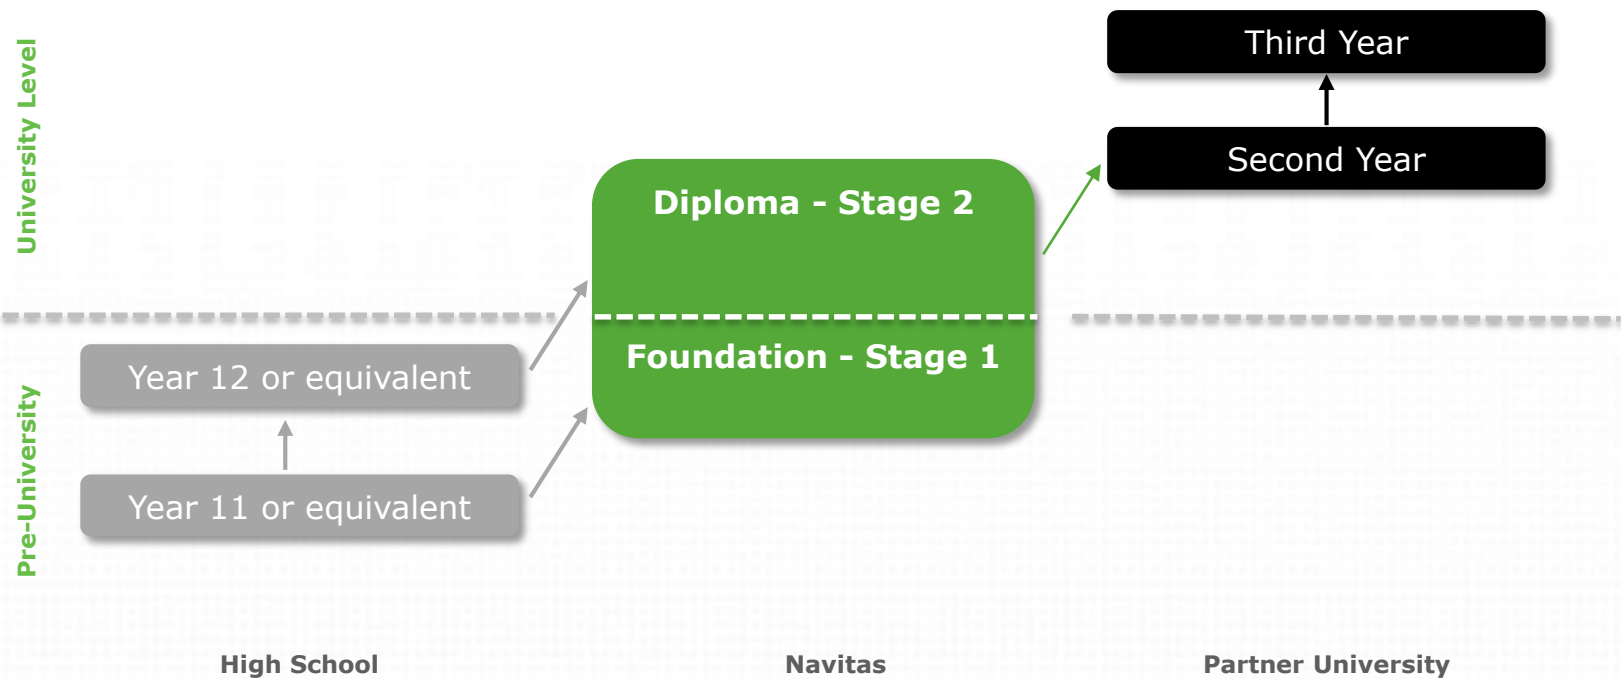 University Level
Pre-University
Third Year
Second Year
Diploma - Stage 2
Foundation - Stage 1
Year 12 or equivalent
Year 11 or equivalent
High School
Navitas
Partner University